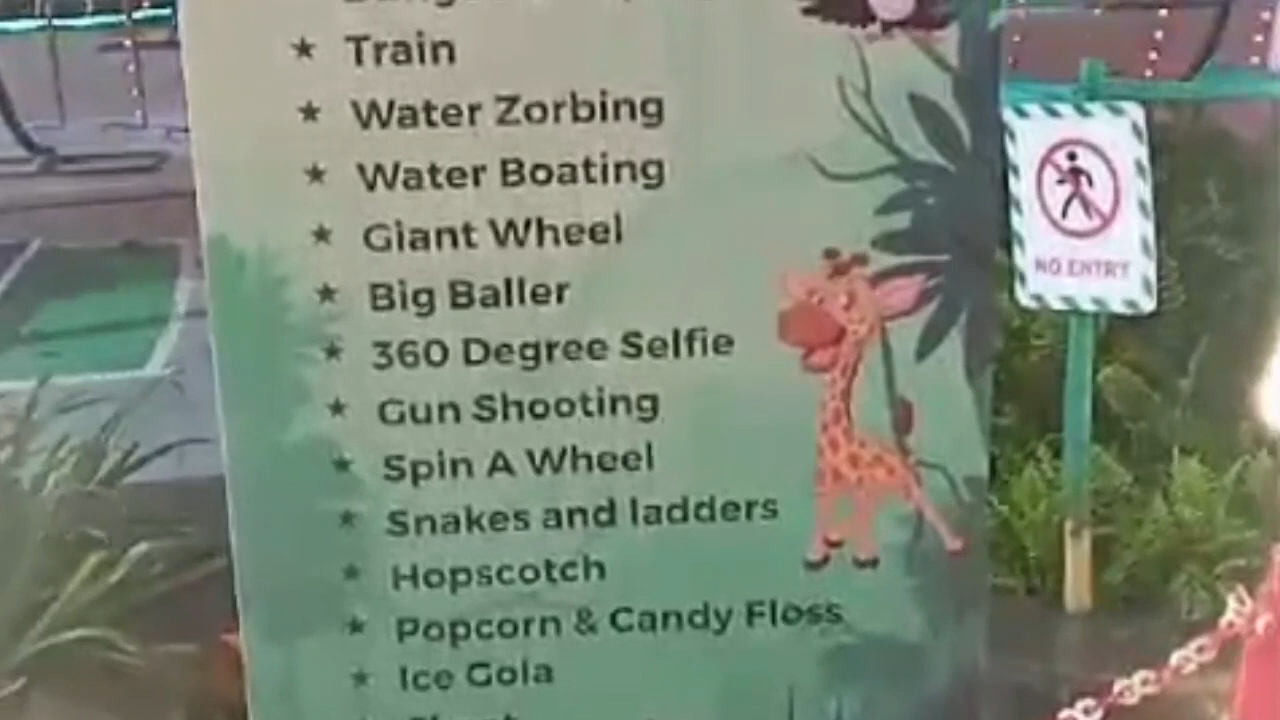 ★ Train
★ Water Zorbing
★ Water Boating
★ Giant Wheel
★ Big Baller
★ 360 Degree Selfie
★ Gun Shooting
★ Spin A Wheel
★ Snakes and ladders
★ Hopscotch
★ Popcorn & Candy Floss
★ Ice Gola
NO ENTRY